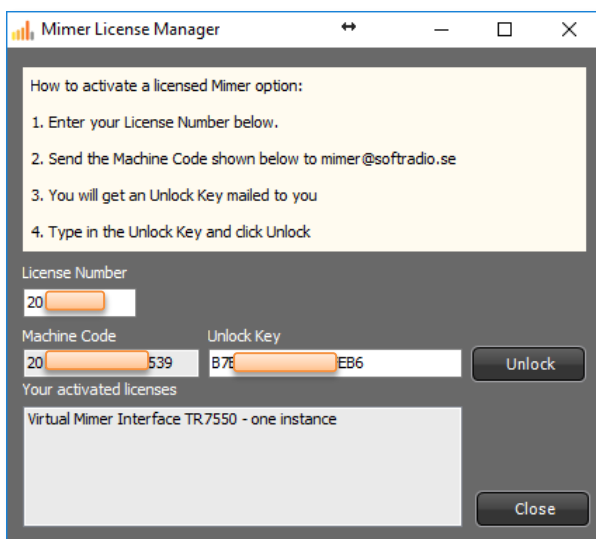 Mimer License Manager
How to activate a licensed Mimer option:
1. Enter your License Number below.
2. Send the Machine Code shown below to mimer@softradio.se
3. You will get an Unlock Key mailed to you
4. Type in the Unlock Key and click Unlock
License Number
20
Machine Code Unlock Key
20 539 B7 EB6 Unlock
Your activated licenses
Virtual Mimer Interface TR7550 - one instance
Close